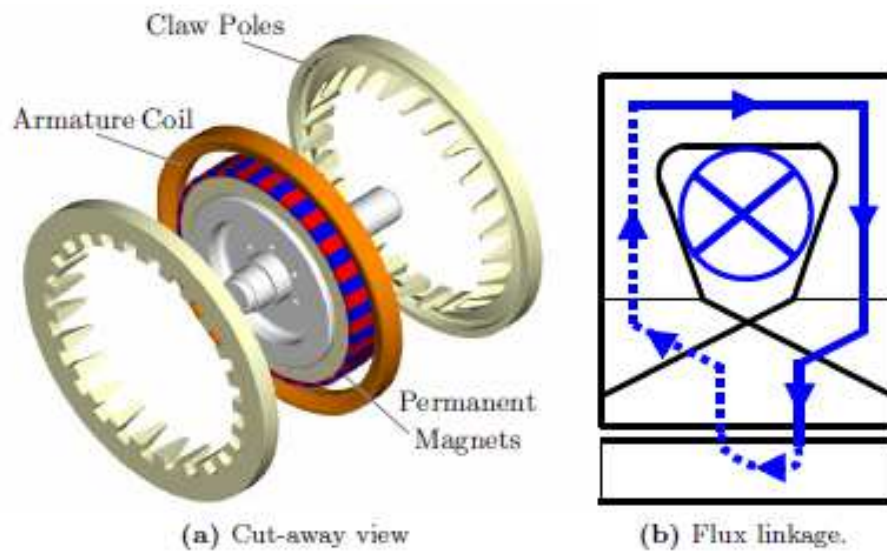 Claw Poles
Armature Coil
Permanent
Magnets
(a) Cut-away view
(b) Flux linkage.